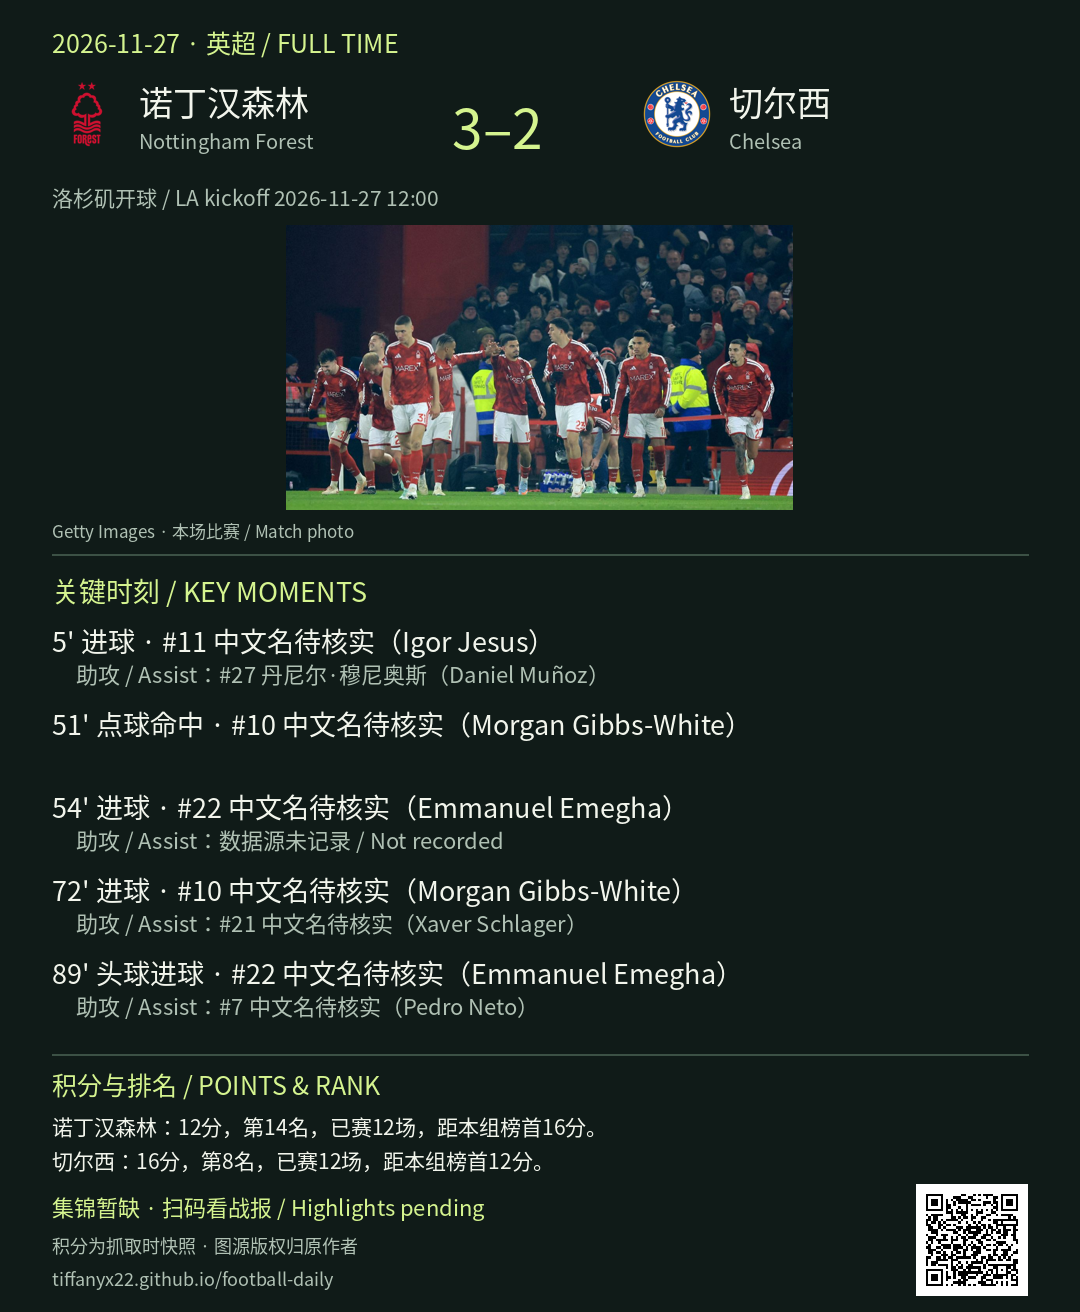 2026-11-27 · 英超 / FULL TIME
诺丁汉森林
Nottingham Forest
3–2
切尔西
Chelsea
FOREST
CHELSEA
FOOTBALL CLUB
洛杉矶开球 / LA kickoff 2026-11-27 12:00
MAREX
MAREX
MAREX
MAREX
MAREX
31
23
Getty Images · 本场比赛 / Match photo
关键时刻 / KEY MOMENTS
5' 进球 · #11 中文名待核实（Igor Jesus）
助攻 / Assist：#27 丹尼尔·穆尼奥斯（Daniel Muñoz）
51' 点球命中 · #10 中文名待核实（Morgan Gibbs-White）
54' 进球 · #22 中文名待核实（Emmanuel Emegha）
助攻 / Assist：数据源未记录 / Not recorded
72' 进球 · #10 中文名待核实（Morgan Gibbs-White）
助攻 / Assist：#21 中文名待核实（Xaver Schlager）
89' 头球进球 · #22 中文名待核实（Emmanuel Emegha）
助攻 / Assist：#7 中文名待核实（Pedro Neto）
积分与排名 / POINTS & RANK
诺丁汉森林：12分，第14名，已赛12场，距本组榜首16分。
切尔西：16分，第8名，已赛12场，距本组榜首12分。
集锦暂缺 · 扫码看战报 / Highlights pending
积分为抓取时快照 · 图源版权归原作者
tiffanyx22.github.io/football-daily